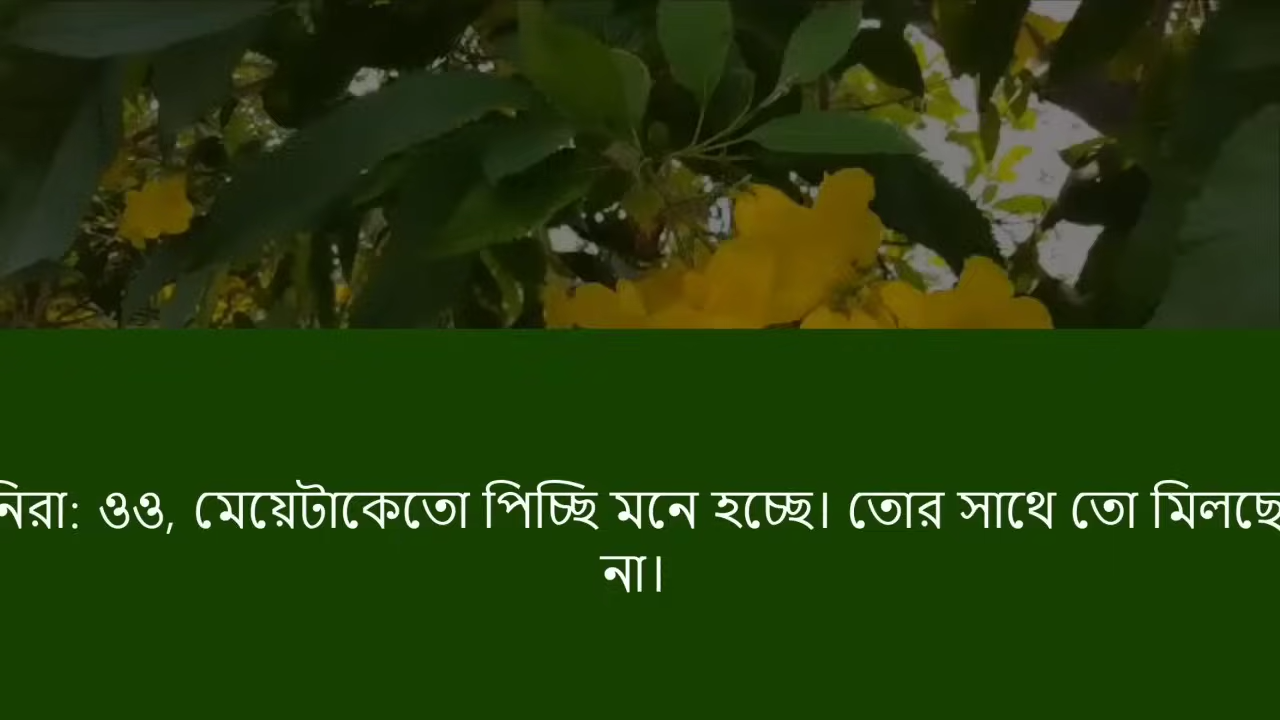 নিরা: ওও, মেয়েটাকেতো পিচ্ছি মনে হচ্ছে। তোর সাথে তো মিলছে
না।